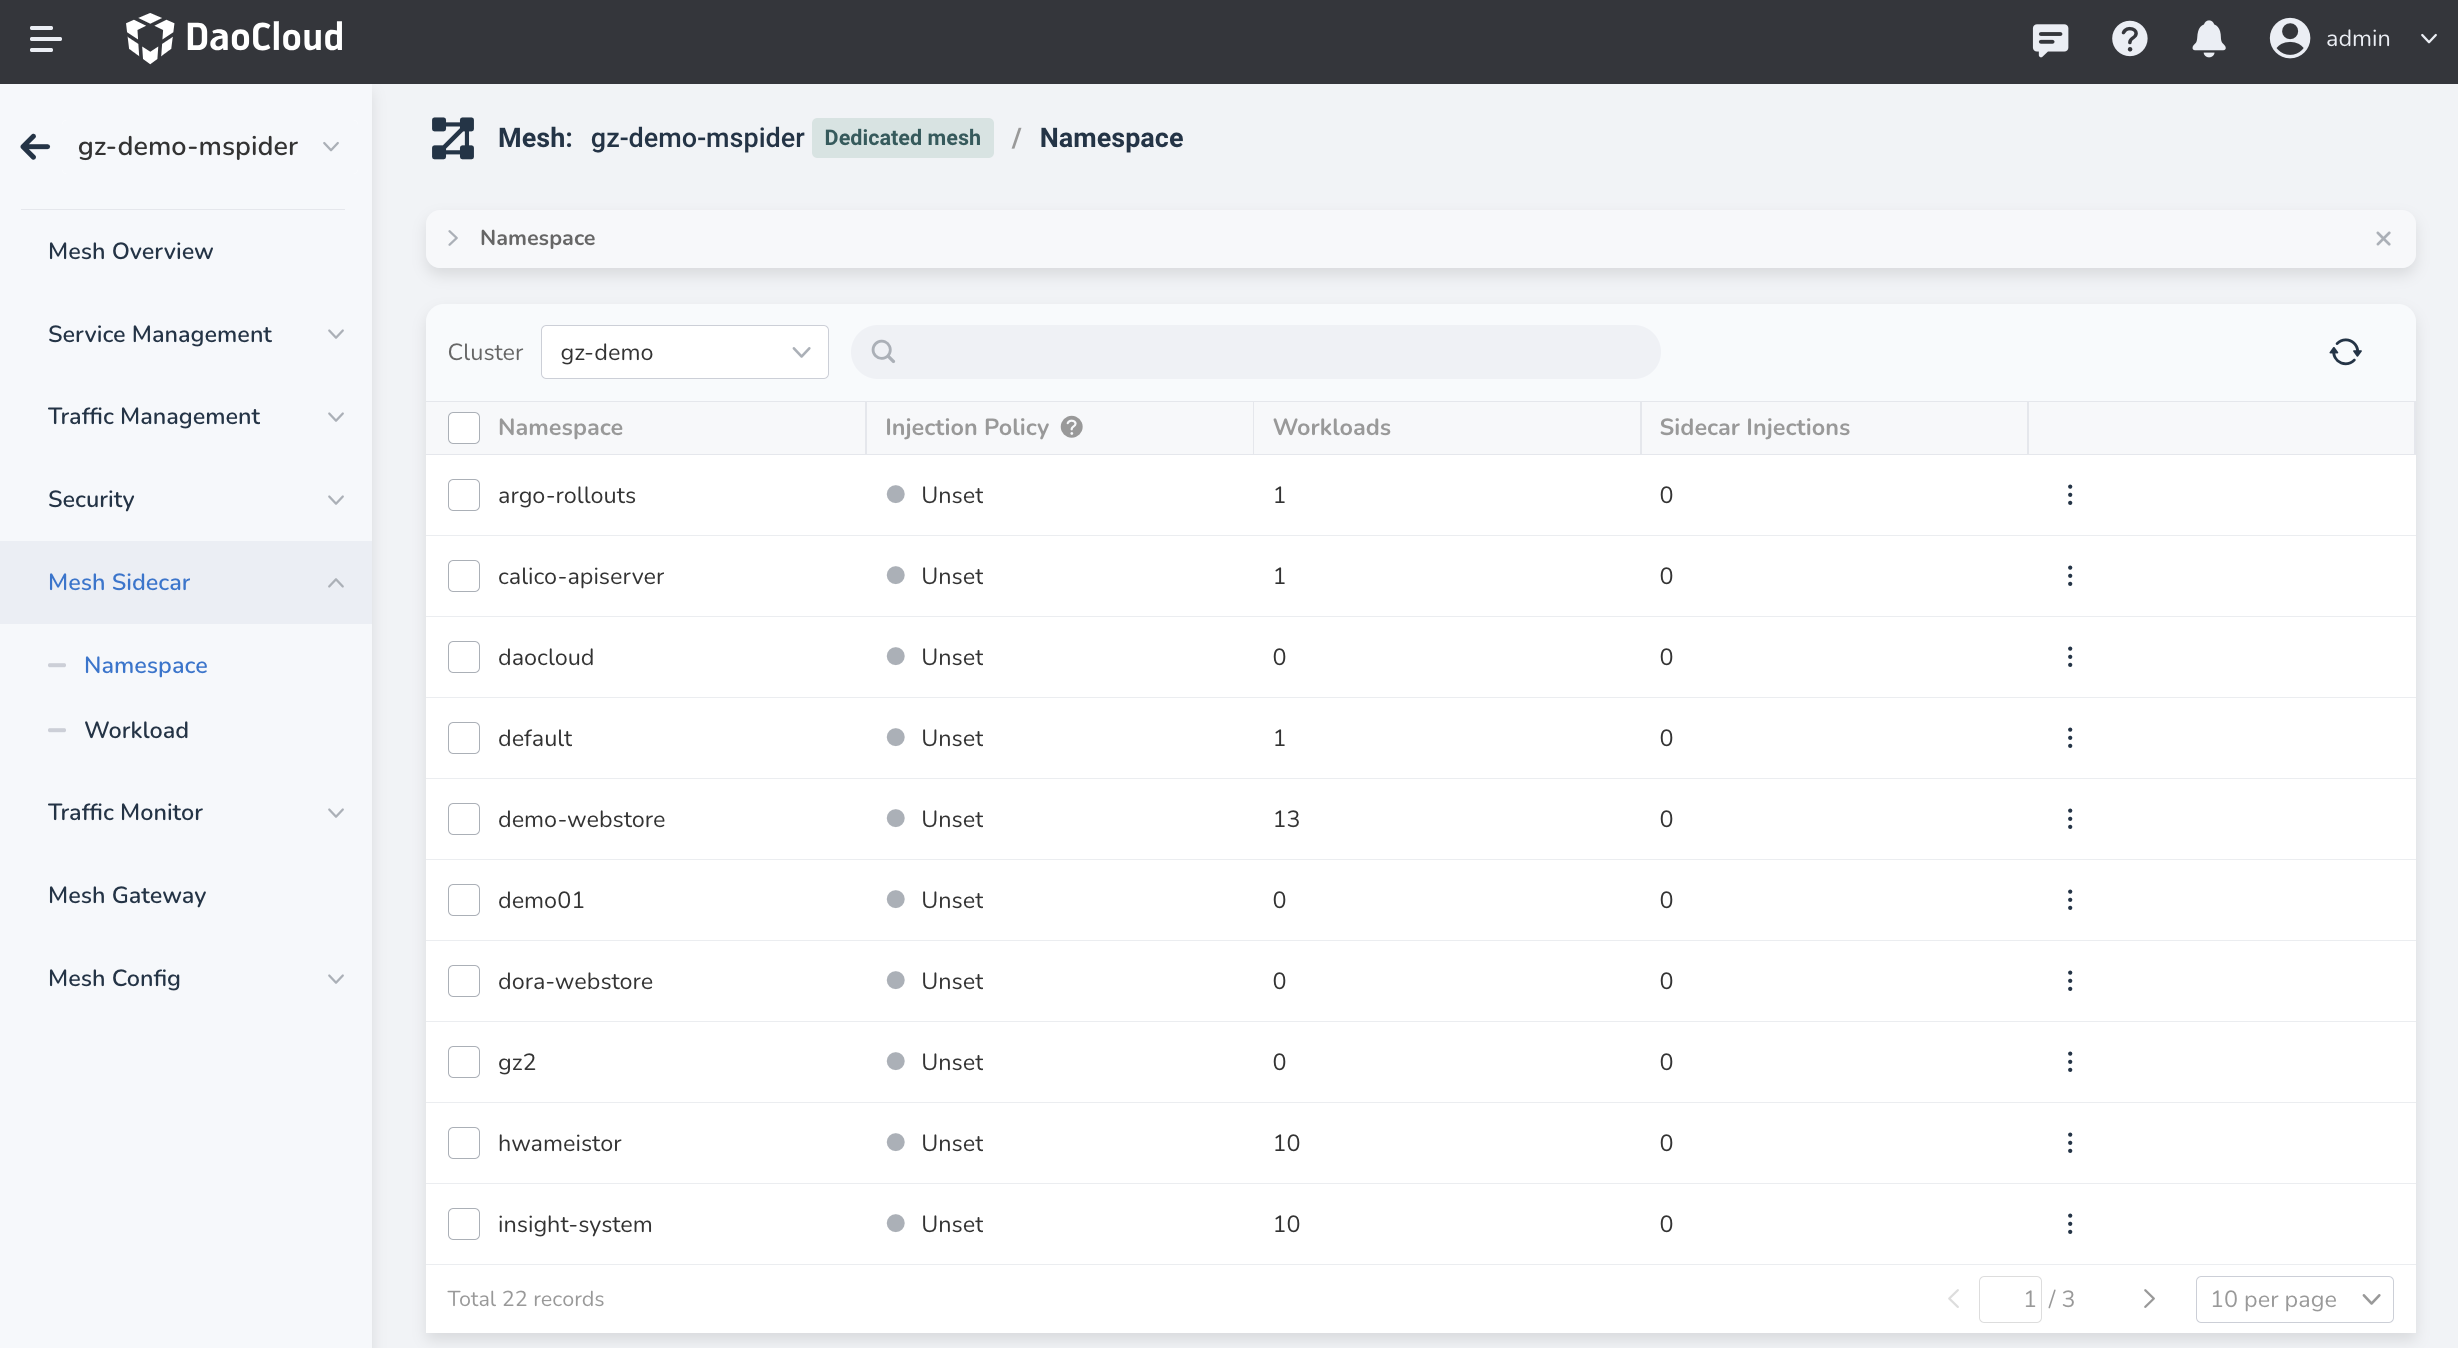 DaoCloud
admin
gz-demo-mspider
Mesh Overview
Service Management
Traffic Management
Security
Mesh Sidecar
Namespace
Workload
Traffic Monitor
Mesh Gateway
Mesh Config
Mesh: gz-demo-mspider Dedicated mesh / Namespace
Namespace
Cluster gz-demo
Namespace Injection Policy ? Workloads Sidecar Injections
argo-rollouts Unset 1 0
calico-apiserver Unset 1 0
daocloud Unset 0 0
default Unset 1 0
demo-webstore Unset 13 0
demo01 Unset 0 0
dora-webstore Unset 0 0
gz2 Unset 0 0
hwameistor Unset 10 0
insight-system Unset 10 0
Total 22 records 1 / 3 10 per page